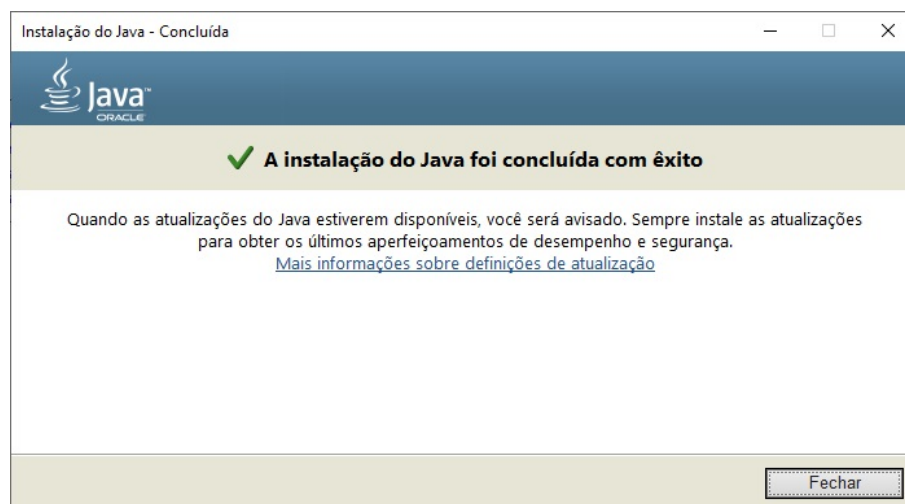 Instalação do Java - Concluída
Java™
ORACLE
A instalação do Java foi concluída com êxito
Quando as atualizações do Java estiverem disponíveis, você será avisado. Sempre instale as atualizações
para obter os últimos aperfeiçoamentos de desempenho e segurança.
Mais informações sobre definições de atualização
Fechar